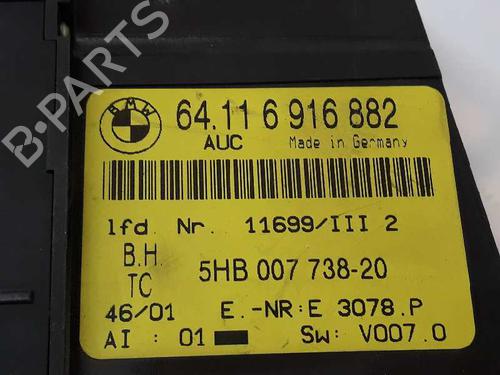 BMW
64.11 6 916 882
AUC Made in Germany
lfd. Nr. 11699/III 2
B.H
TC 5HB 007 738-20
46/01 E.-NR:E 3078.P
AI : 01 Sw: V007.0
B-Parts
B-Parts